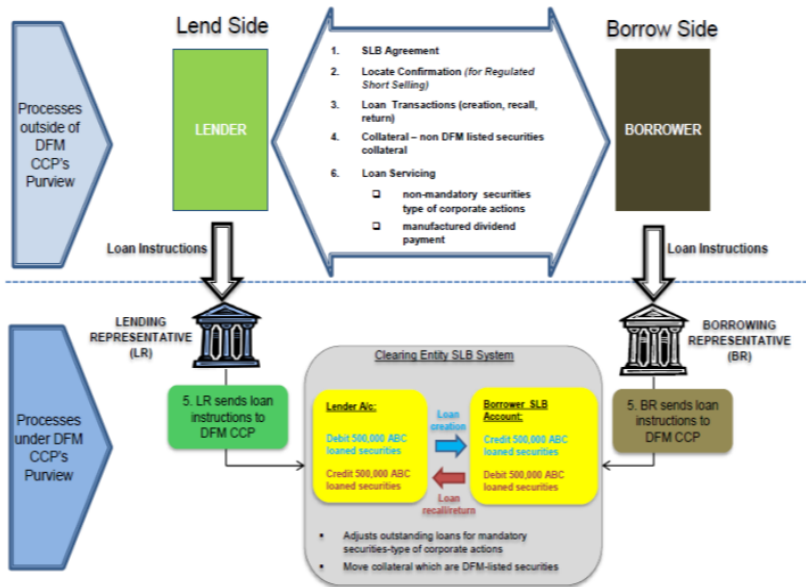 Lend Side
Borrow Side
Processes
outside of
DFM
CCP's
Purview
LENDER
1. SLB Agreement
2. Locate Confirmation (for Regulated
Short Selling)
3. Loan Transactions (creation, recall,
return)
4. Collateral – non DFM listed securities
collateral
6. Loan Servicing
❑ non-mandatory securities
type of corporate actions
❑ manufactured dividend
payment
BORROWER
Loan Instructions
Loan Instructions
LENDING
REPRESENTATIVE
(LR)
BORROWING
REPRESENTATIVE (BR)
Processes
under DFM
CCP's
Purview
5. LR sends loan
instructions to
DFM CCP
Clearing Entity SLB System
Lender A/c:
Debit 500,000 ABC
loaned securities
Credit 500,000 ABC
loaned securities
Loan
creation
Loan
recall/return
Borrower SLB
Account:
Credit 500,000 ABC
loaned securities
Debit 500,000 ABC
loaned securities
• Adjusts outstanding loans for mandatory
securities-type of corporate actions
• Move collateral which are DFM-listed securities
5. BR sends loan
instructions to
DFM CCP